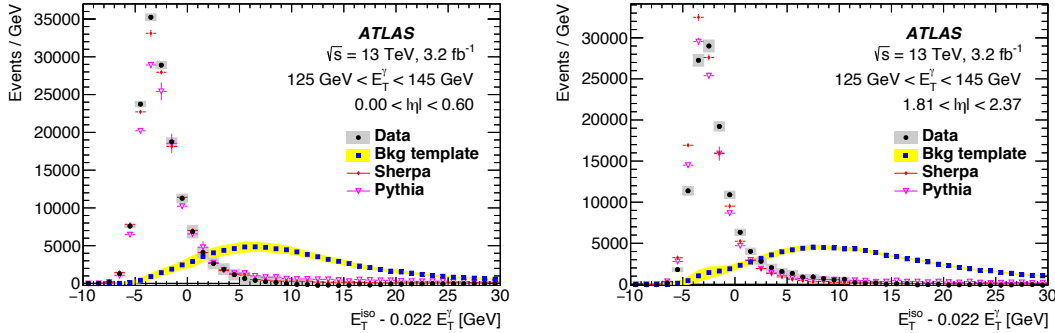 Events / GeV
35000
30000
25000
20000
15000
10000
5000
0
ATLAS
√s = 13 TeV, 3.2 fb⁻¹
125 GeV < E_T^γ < 145 GeV
0.00 < |η| < 0.60
Data
Bkg template
Sherpa
Pythia
−10 −5 0 5 10 15 20 25 30
E_T^iso - 0.022 E_T^γ [GeV]
Events / GeV
30000
25000
20000
15000
10000
5000
0
ATLAS
√s = 13 TeV, 3.2 fb⁻¹
125 GeV < E_T^γ < 145 GeV
1.81 < |η| < 2.37
Data
Bkg template
Sherpa
Pythia
−10 −5 0 5 10 15 20 25 30
E_T^iso - 0.022 E_T^γ [GeV]